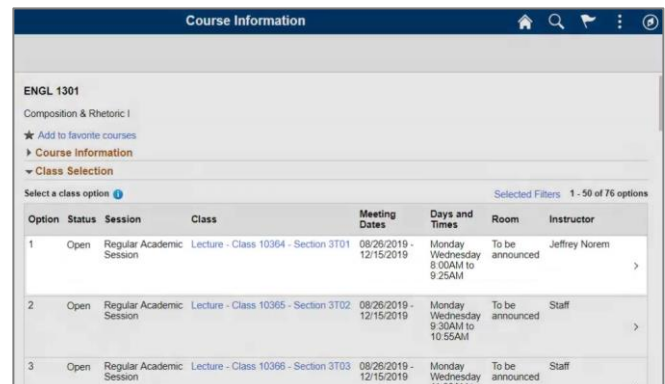 Course Information
ENGL 1301
Composition & Rhetoric I
Add to favorite courses
Course Information
Class Selection
Select a class option
Selected Filters 1 - 50 of 76 options
Option Status Session Class Meeting Dates Days and Times Room Instructor
1 Open Regular Academic Session Lecture - Class 10364 - Section 3T01 08/26/2019 - 12/15/2019 Monday Wednesday 8:00AM to 9:25AM To be announced Jeffrey Norem
2 Open Regular Academic Session Lecture - Class 10365 - Section 3T02 08/26/2019 - 12/15/2019 Monday Wednesday 9:30AM to 10:55AM To be announced Staff
3 Open Regular Academic Session Lecture - Class 10366 - Section 3T03 08/26/2019 - 12/15/2019 Monday Wednesday To be announced Staff